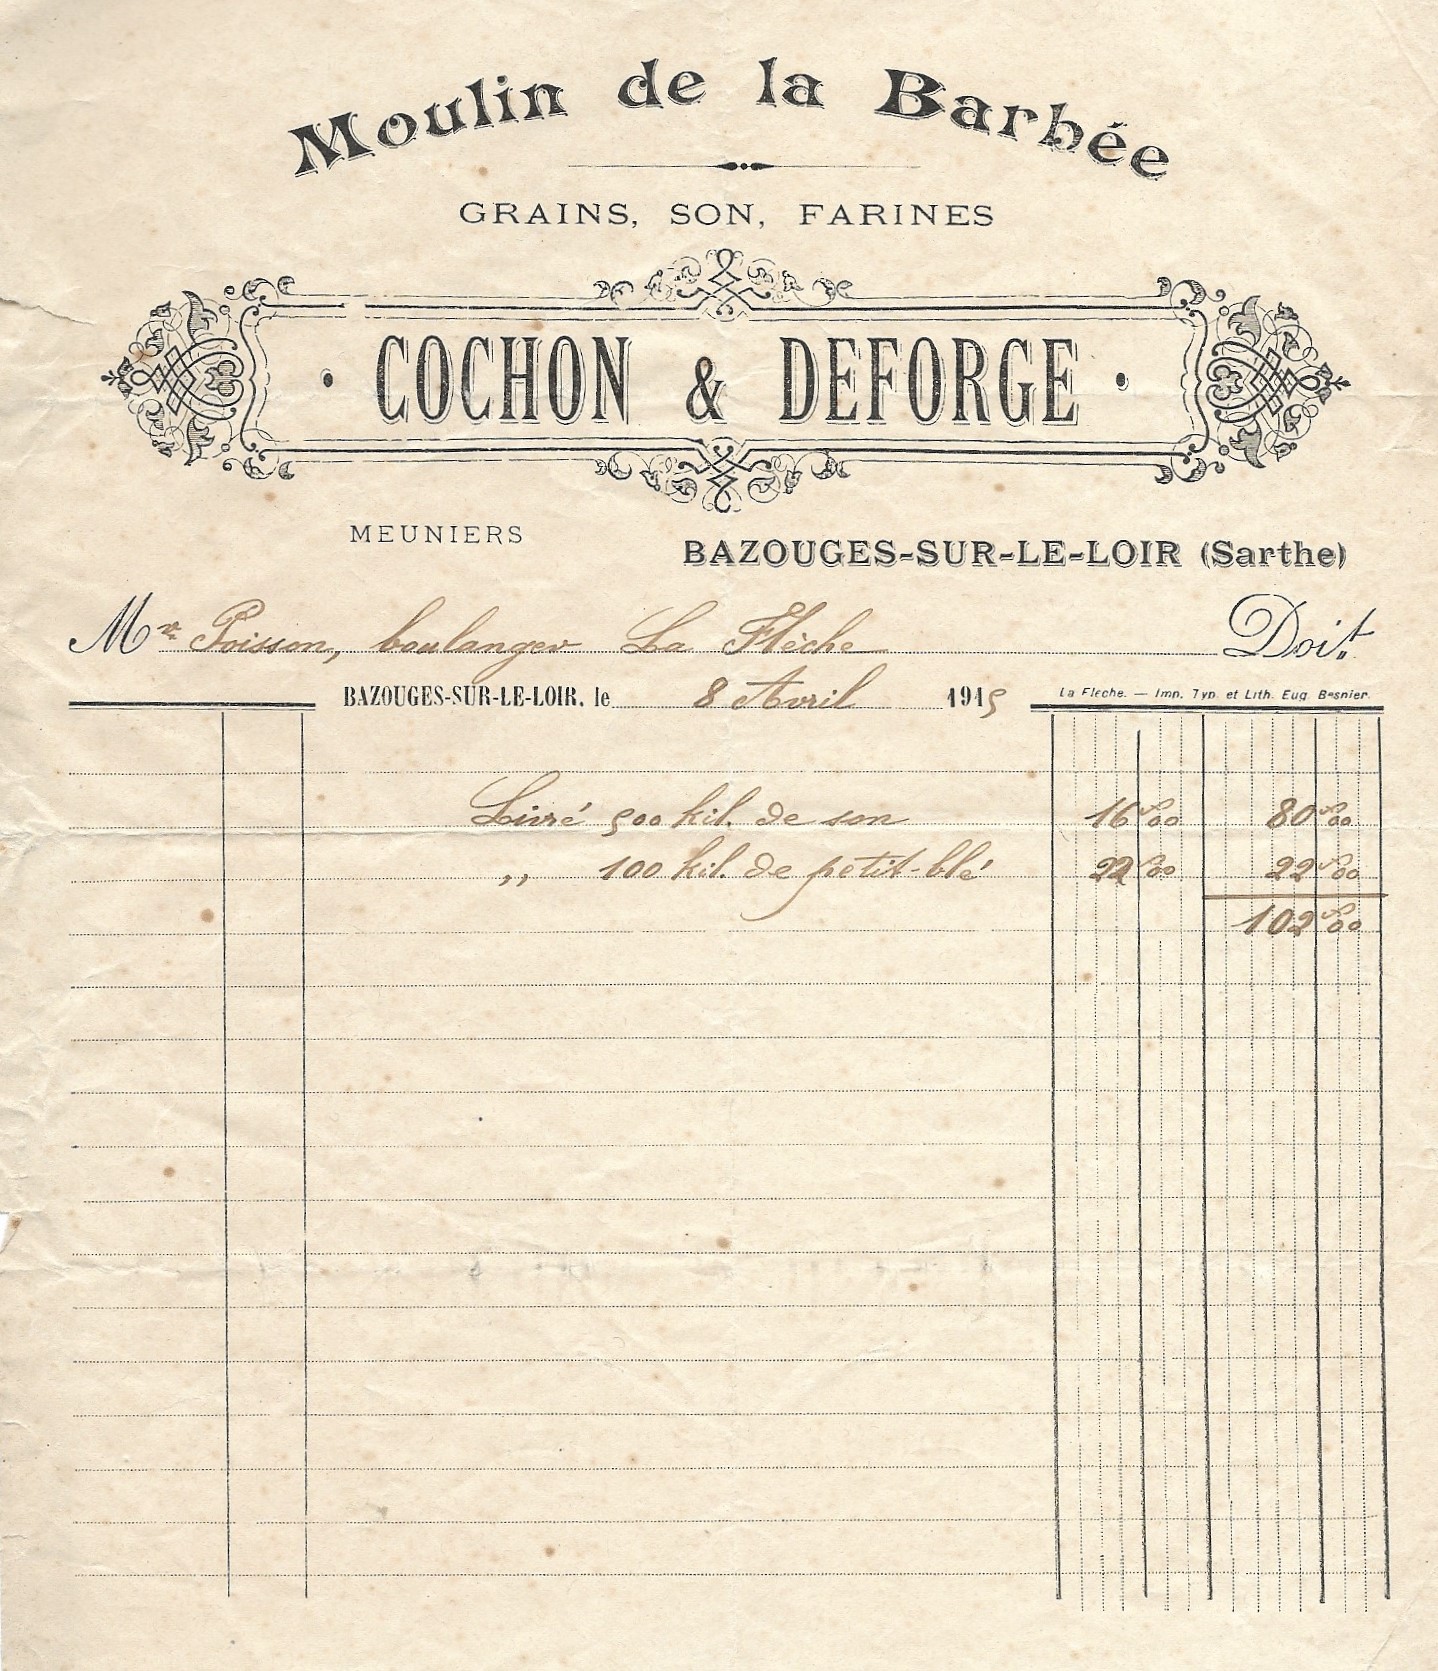 Moulin de la Barbée
GRAINS, SON, FARINES
· COCHON & DEFORGE ·
MEUNIERS
BAZOUGES-SUR-LE-LOIR (Sarthe)
Mr Poisson, boulanger La Flèche Doit
BAZOUGES-SUR-LE-LOIR, le 8 Avril 1915
La Flèche. — Imp. Typ. et Lith. Eug. Besnier.
Livré 500 kil. de son 16 f 00 80 f 00
„ 100 kil. de petit-blé 22 f 00 22 f 00
102 f 00